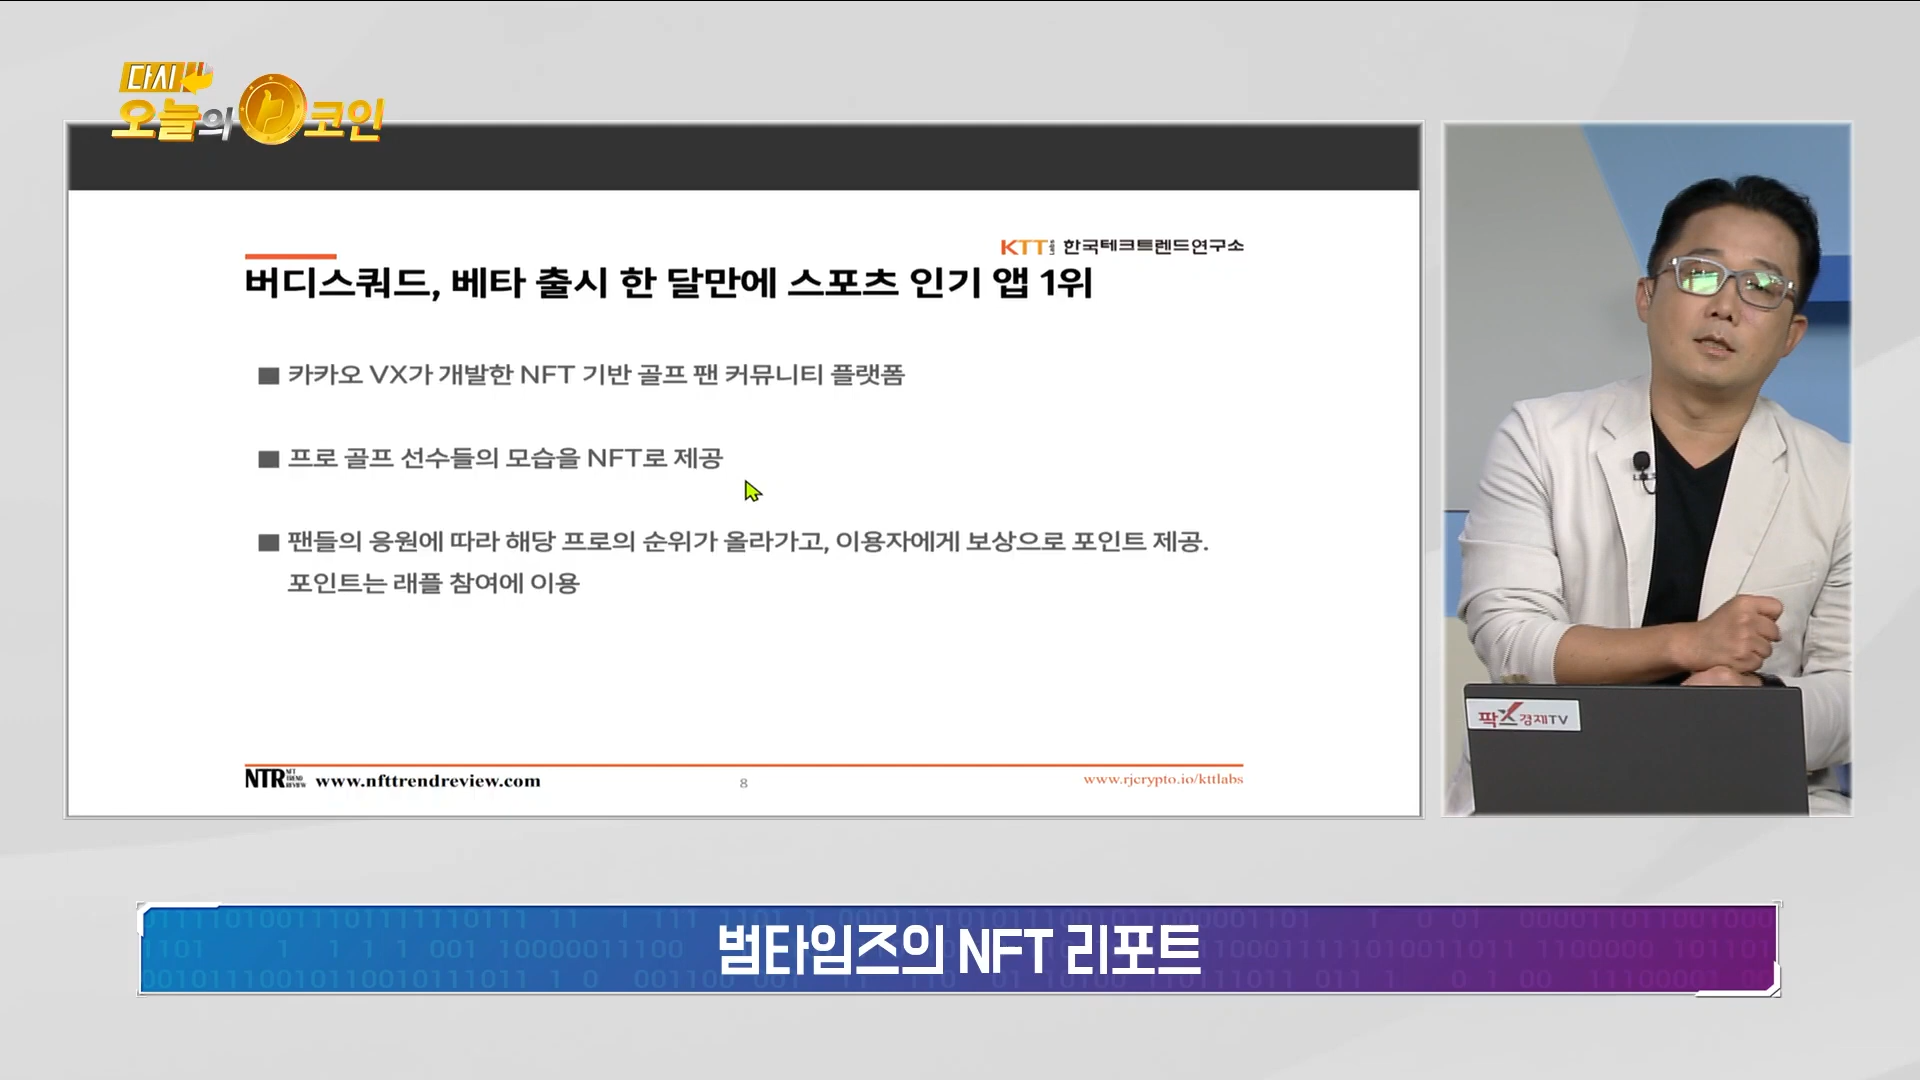 다시
오늘의 코인
KTT Labs 한국테크트렌드연구소
버디스쿼드, 베타 출시 한 달만에 스포츠 인기 앱 1위
■ 카카오 VX가 개발한 NFT 기반 골프 팬 커뮤니티 플랫폼
■ 프로 골프 선수들의 모습을 NFT로 제공
■ 팬들의 응원에 따라 해당 프로의 순위가 올라가고, 이용자에게 보상으로 포인트 제공.
포인트는 래플 참여에 이용
NTR NFT TREND REVIEW www.nfttrendreview.com
8
www.rjcrypto.io/kttlabs
팍스경제TV
범타임즈의 NFT 리포트